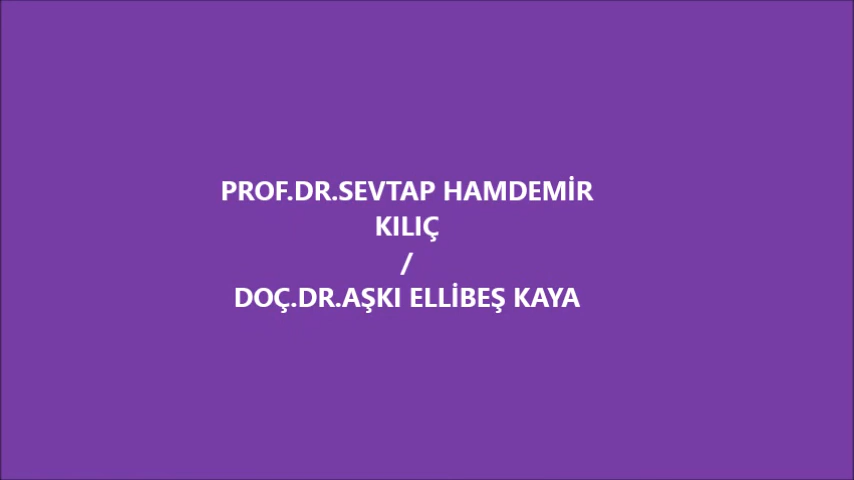 PROF.DR.SEVTAP HAMDEMİR
KILIÇ
/
DOÇ.DR.AŞKI ELLİBEŞ KAYA